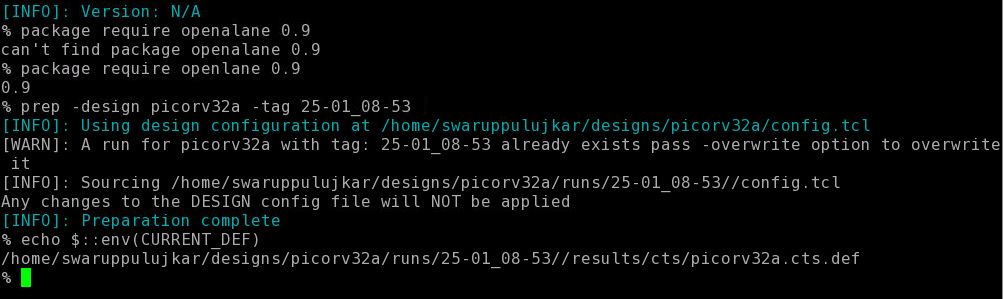 [INFO]: Version: N/A
% package require openalane 0.9
can't find package openalane 0.9
% package require openlane 0.9
0.9
% prep -design picorv32a -tag 25-01_08-53
[INFO]: Using design configuration at /home/swaruppulujkar/designs/picorv32a/config.tcl
[WARN]: A run for picorv32a with tag: 25-01_08-53 already exists pass -overwrite option to overwrite
 it
[INFO]: Sourcing /home/swaruppulujkar/designs/picorv32a/runs/25-01_08-53//config.tcl
Any changes to the DESIGN config file will NOT be applied
[INFO]: Preparation complete
% echo $::env(CURRENT_DEF)
/home/swaruppulujkar/designs/picorv32a/runs/25-01_08-53//results/cts/picorv32a.cts.def
%